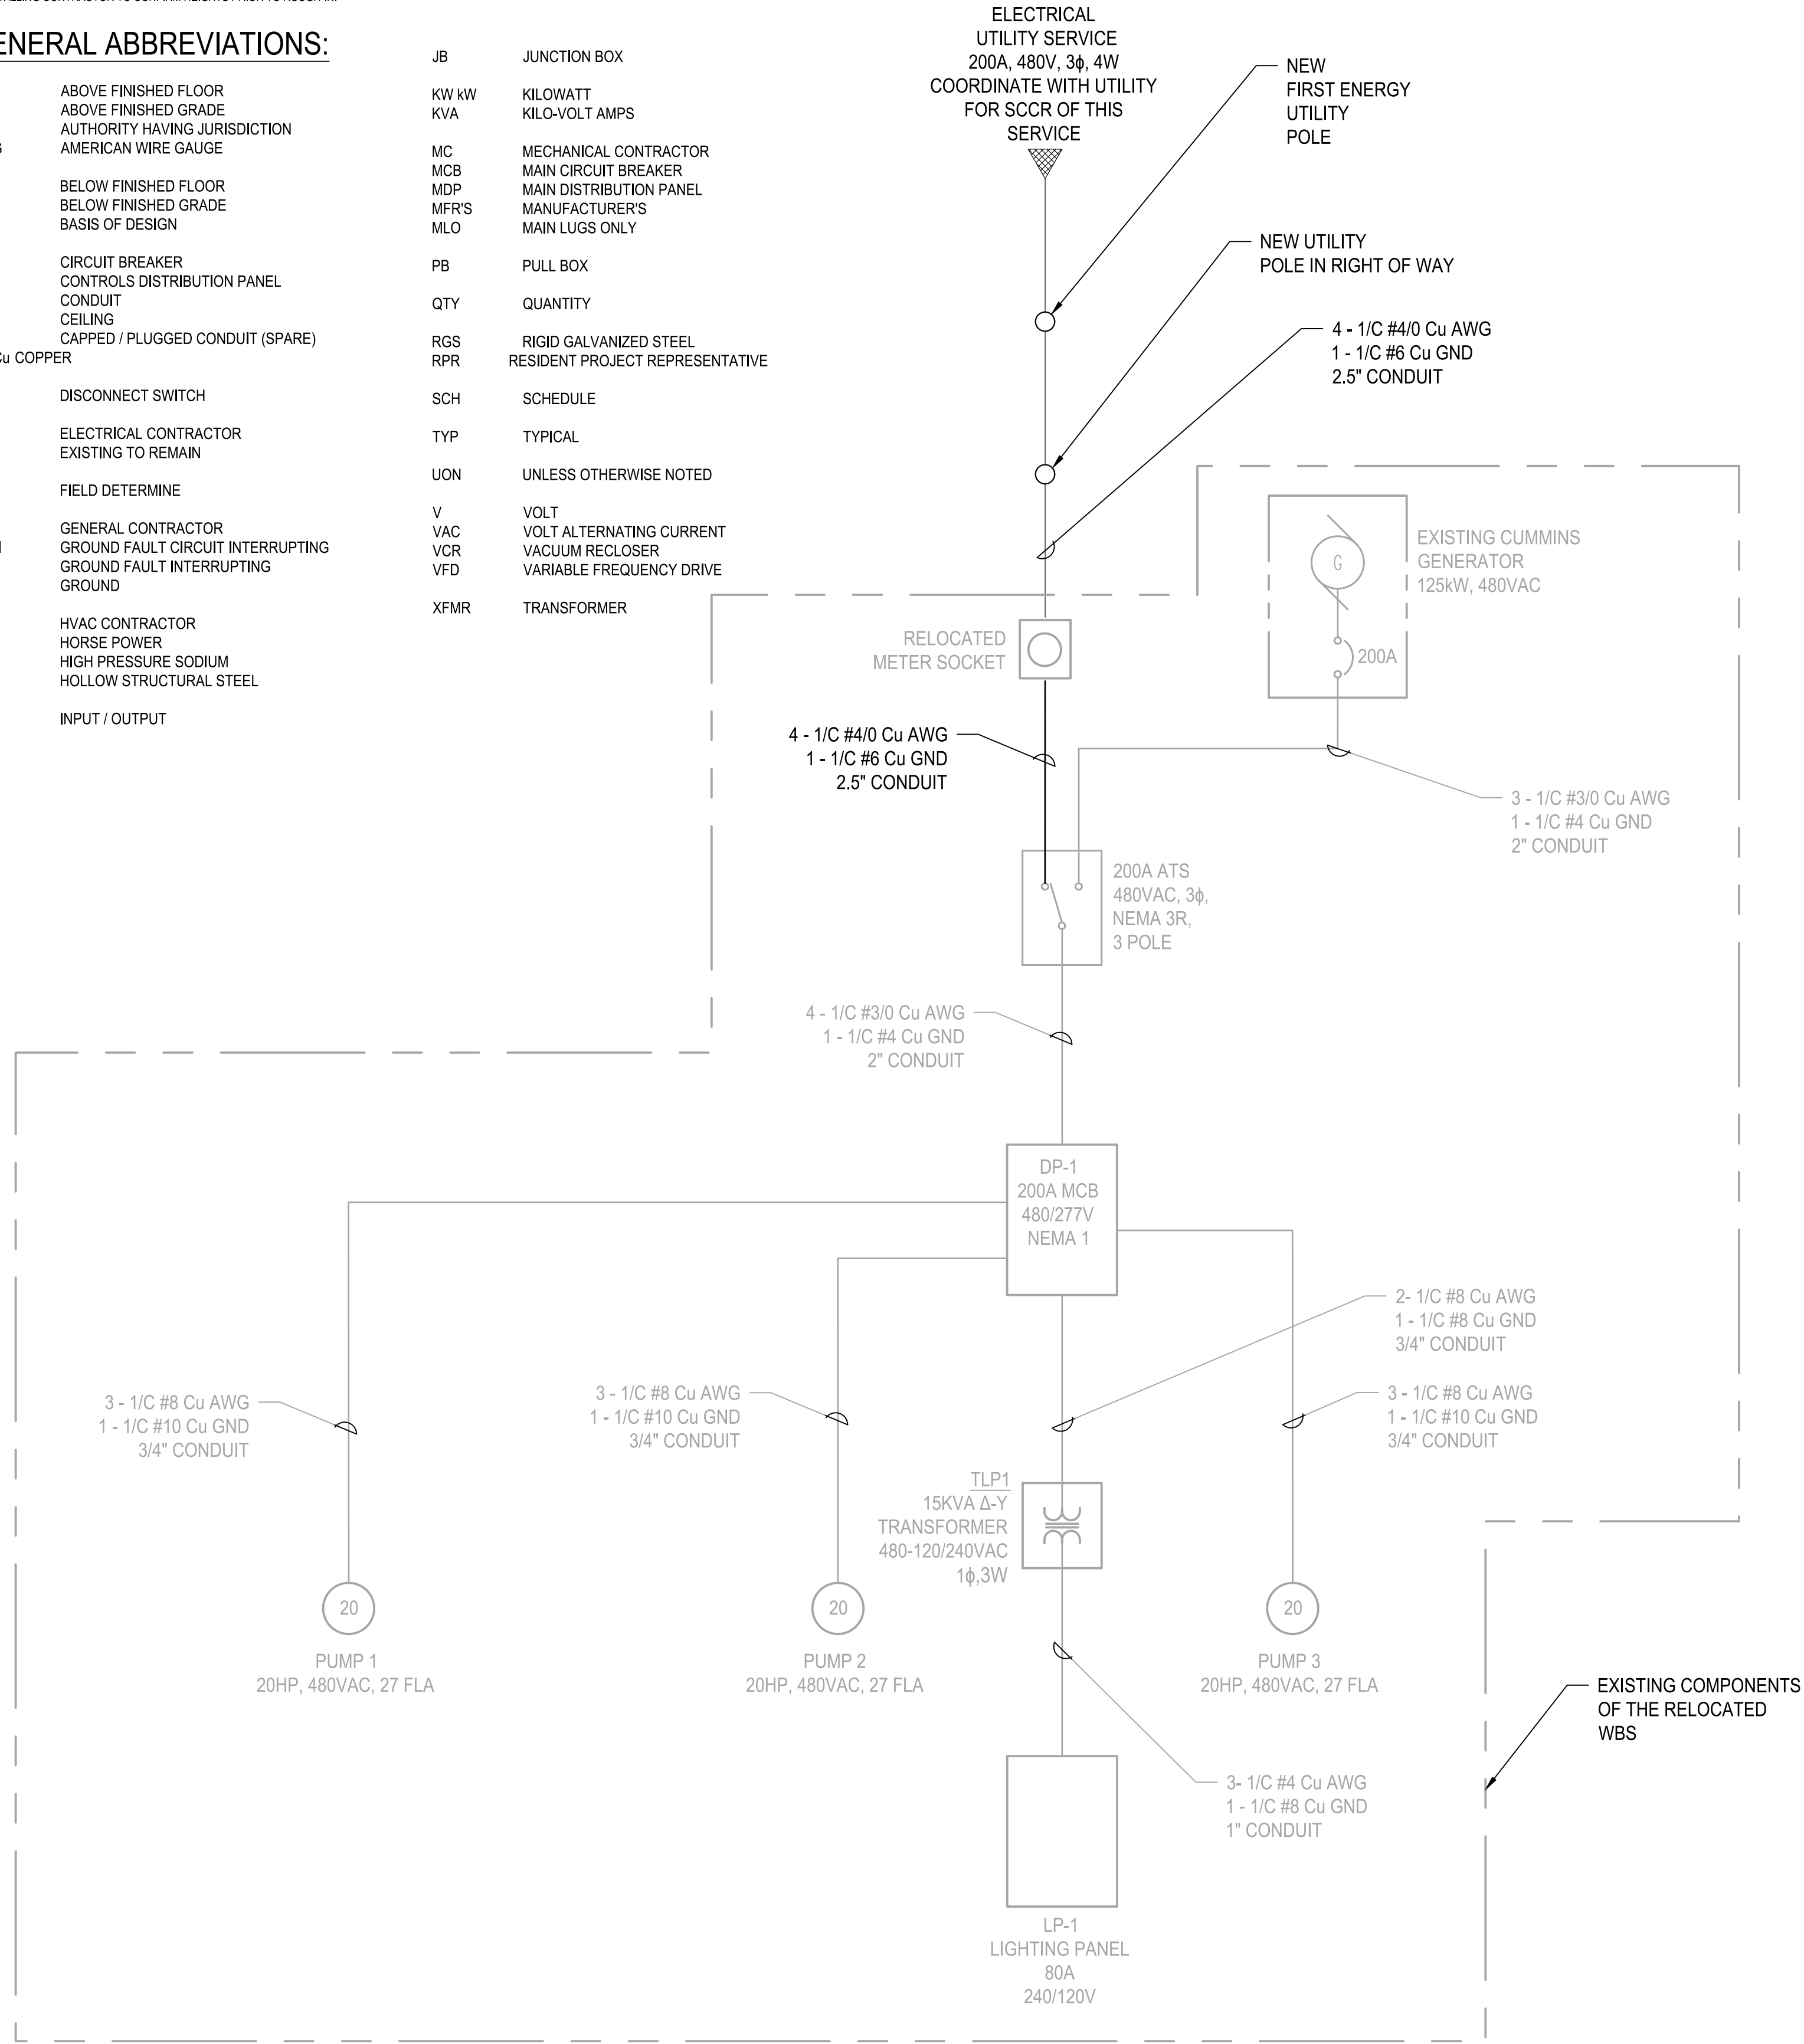 GENERAL ABBREVIATIONS:
ABOVE FINISHED FLOOR
ABOVE FINISHED GRADE
AUTHORITY HAVING JURISDICTION
AMERICAN WIRE GAUGE
BELOW FINISHED FLOOR
BELOW FINISHED GRADE
BASIS OF DESIGN
CIRCUIT BREAKER
CONTROLS DISTRIBUTION PANEL
CONDUIT
CEILING
CAPPED / PLUGGED CONDUIT (SPARE)
Cu COPPER
DISCONNECT SWITCH
ELECTRICAL CONTRACTOR
EXISTING TO REMAIN
FIELD DETERMINE
GENERAL CONTRACTOR
GROUND FAULT CIRCUIT INTERRUPTING
GROUND FAULT INTERRUPTING
GROUND
HVAC CONTRACTOR
HORSE POWER
HIGH PRESSURE SODIUM
HOLLOW STRUCTURAL STEEL
INPUT / OUTPUT
JB JUNCTION BOX
KW kW KILOWATT
KVA KILO-VOLT AMPS
MC MECHANICAL CONTRACTOR
MCB MAIN CIRCUIT BREAKER
MDP MAIN DISTRIBUTION PANEL
MFR'S MANUFACTURER'S
MLO MAIN LUGS ONLY
PB PULL BOX
QTY QUANTITY
RGS RIGID GALVANIZED STEEL
RPR RESIDENT PROJECT REPRESENTATIVE
SCH SCHEDULE
TYP TYPICAL
UON UNLESS OTHERWISE NOTED
V VOLT
VAC VOLT ALTERNATING CURRENT
VCR VACUUM RECLOSER
VFD VARIABLE FREQUENCY DRIVE
XFMR TRANSFORMER
ELECTRICAL
UTILITY SERVICE
200A, 480V, 3ϕ, 4W
COORDINATE WITH UTILITY
FOR SCCR OF THIS
SERVICE
NEW
FIRST ENERGY
UTILITY
POLE
NEW UTILITY
POLE IN RIGHT OF WAY
4 - 1/C #4/0 Cu AWG
1 - 1/C #6 Cu GND
2.5" CONDUIT
EXISTING CUMMINS
GENERATOR
125kW, 480VAC
G
200A
RELOCATED
METER SOCKET
4 - 1/C #4/0 Cu AWG
1 - 1/C #6 Cu GND
2.5" CONDUIT
3 - 1/C #3/0 Cu AWG
1 - 1/C #4 Cu GND
2" CONDUIT
200A ATS
480VAC, 3ϕ,
NEMA 3R,
3 POLE
4 - 1/C #3/0 Cu AWG
1 - 1/C #4 Cu GND
2" CONDUIT
DP-1
200A MCB
480/277V
NEMA 1
2- 1/C #8 Cu AWG
1 - 1/C #8 Cu GND
3/4" CONDUIT
3 - 1/C #8 Cu AWG
1 - 1/C #10 Cu GND
3/4" CONDUIT
3 - 1/C #8 Cu AWG
1 - 1/C #10 Cu GND
3/4" CONDUIT
3 - 1/C #8 Cu AWG
1 - 1/C #10 Cu GND
3/4" CONDUIT
TLP1
15KVA Δ-Y
TRANSFORMER
480-120/240VAC
1ϕ,3W
20
PUMP 1
20HP, 480VAC, 27 FLA
20
PUMP 2
20HP, 480VAC, 27 FLA
20
PUMP 3
20HP, 480VAC, 27 FLA
EXISTING COMPONENTS
OF THE RELOCATED
WBS
3- 1/C #4 Cu AWG
1 - 1/C #8 Cu GND
1" CONDUIT
LP-1
LIGHTING PANEL
80A
240/120V